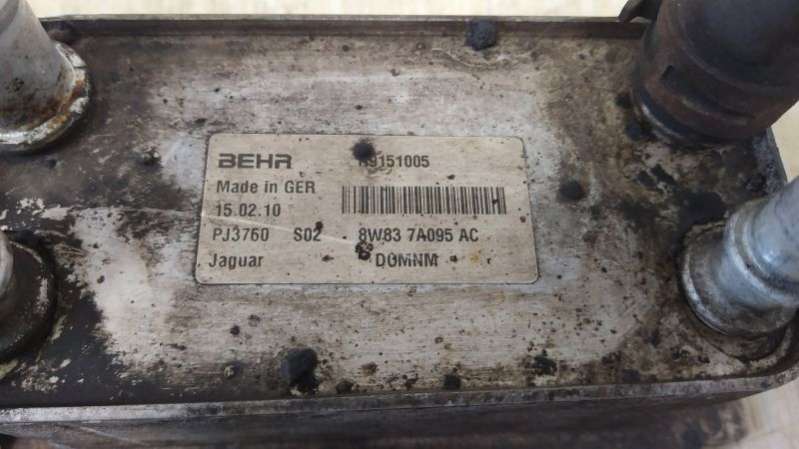 BEHR
Made in GER
15.02.10
PJ3760 S02 8W83 7A095 AC
Jaguar DOMNM